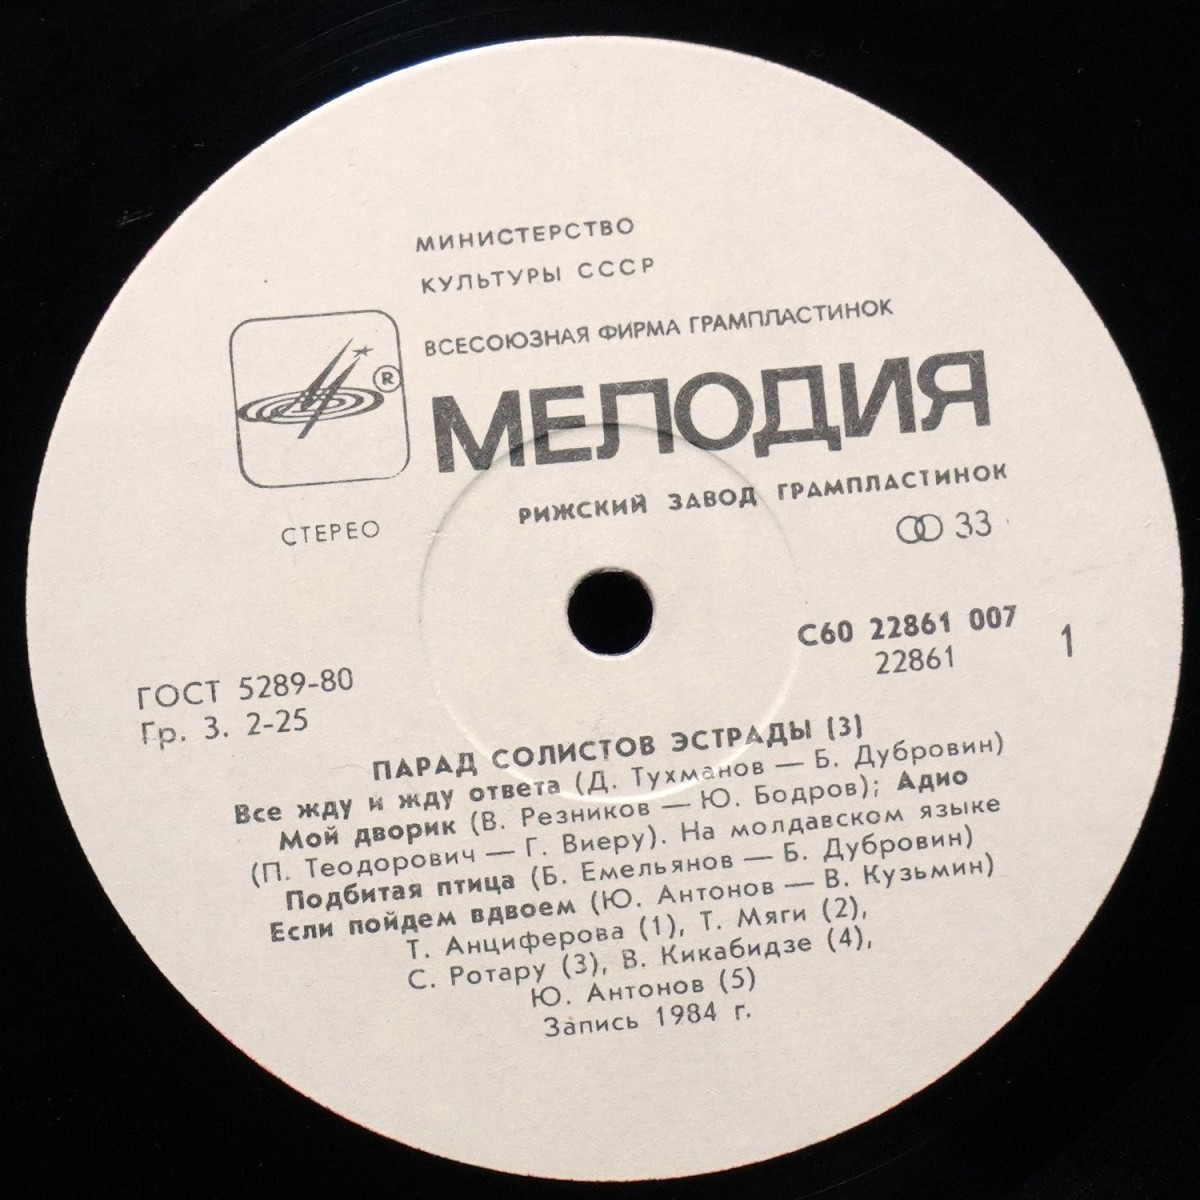 МИНИСТЕРСТВО
КУЛЬТУРЫ СССР
ВСЕСОЮЗНАЯ ФИРМА ГРАМПЛАСТИНОК
®
МЕЛОДИЯ
РИЖСКИЙ ЗАВОД ГРАМПЛАСТИНОК
СТЕРЕО
33
С60 22861 007
22861
1
ГОСТ 5289-80
Гр. 3. 2-25
ПАРАД СОЛИСТОВ ЭСТРАДЫ (3)
Все жду и жду ответа (Д. Тухманов — Б. Дубровин)
Мой дворик (В. Резников — Ю. Бодров); Адио
(П. Теодорович — Г. Виеру). На молдавском языке
Подбитая птица (Б. Емельянов — Б. Дубровин)
Если пойдем вдвоем (Ю. Антонов — В. Кузьмин)
Т. Анциферова (1), Т. Мяги (2),
С. Ротару (3), В. Кикабидзе (4),
Ю. Антонов (5)
Запись 1984 г.